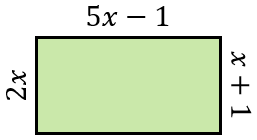 5x − 1
2x
x + 1